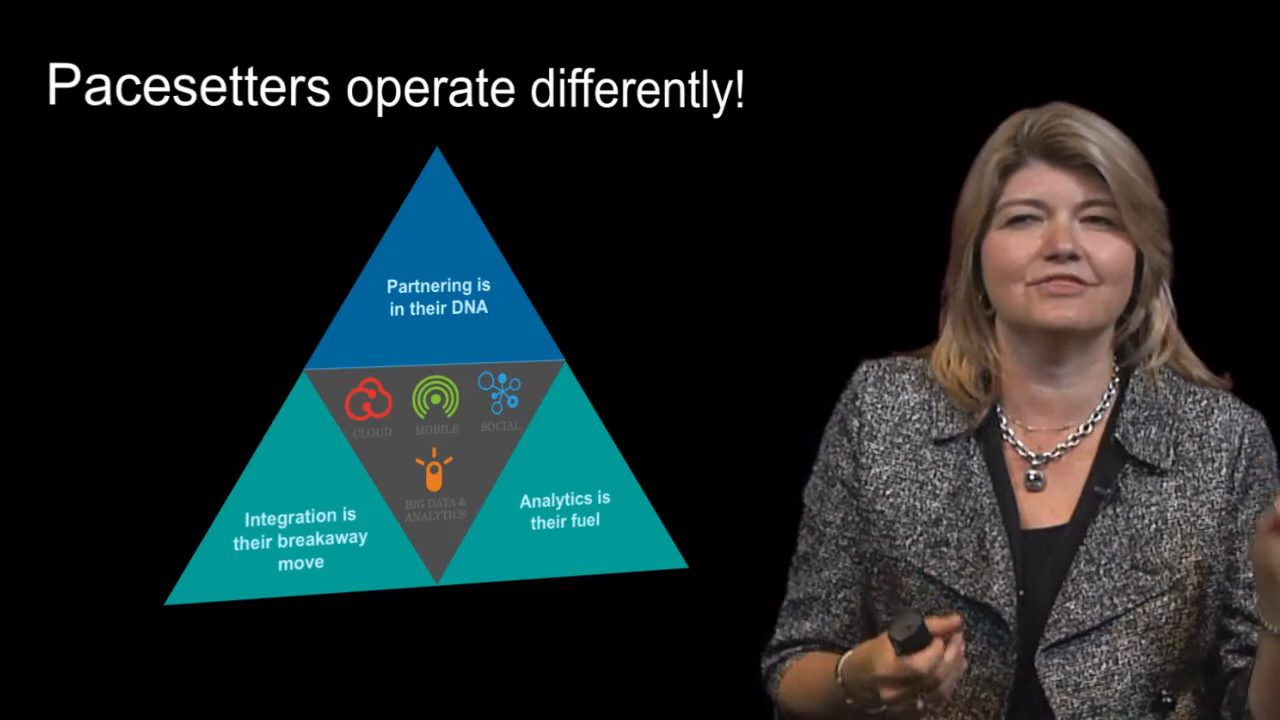 Pacesetters operate differently!
Partnering is
in their DNA
CLOUD
MOBILE
SOCIAL
BIG DATA &
ANALYTICS
Integration is
their breakaway
move
Analytics is
their fuel